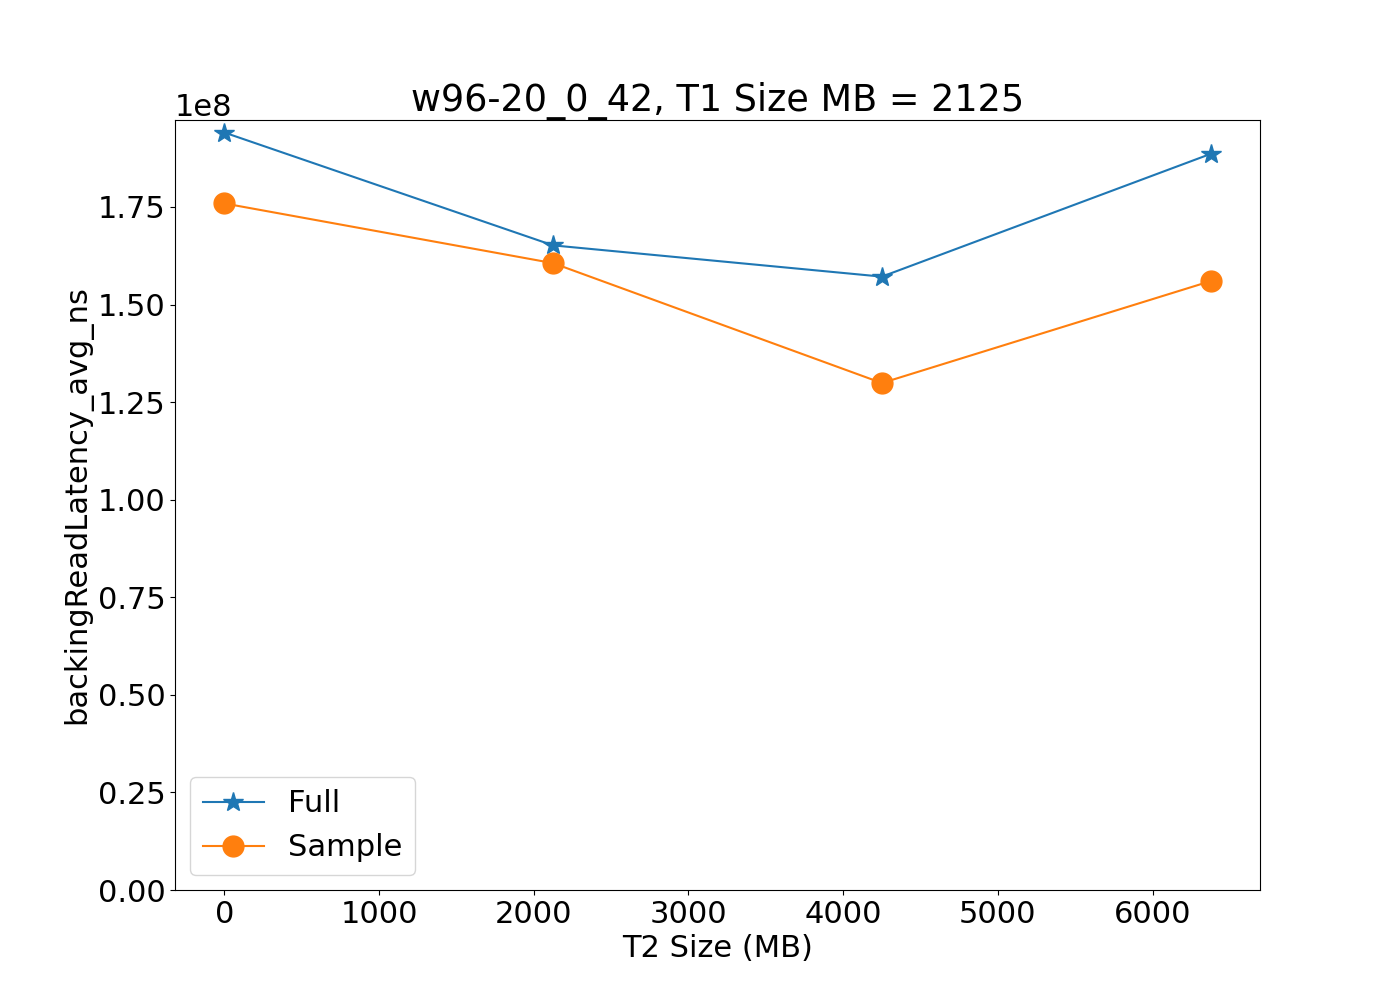 w96-20_0_42, T1 Size MB = 2125
1e8
1.75
1.50
1.25
1.00
0.75
0.50
0.25
0.00
backingReadLatency_avg_ns
Full
Sample
0 1000 2000 3000 4000 5000 6000
T2 Size (MB)